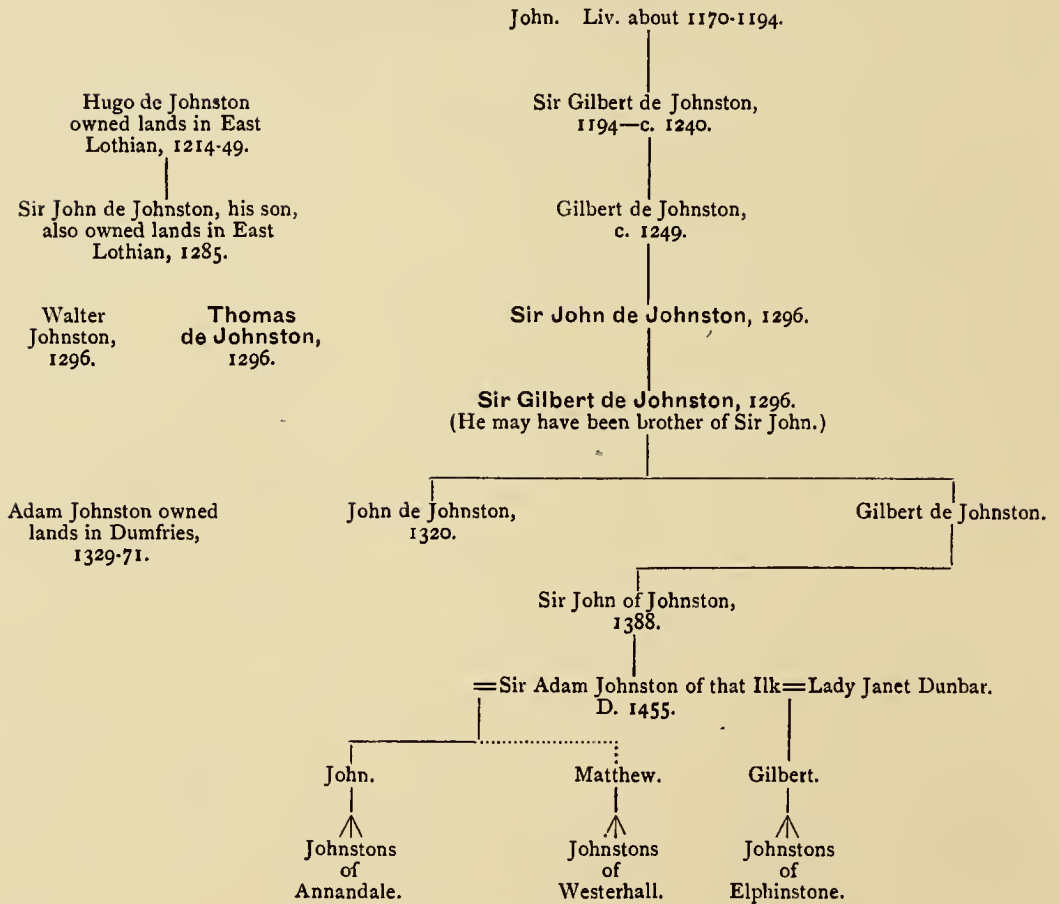 John. Liv. about 1170-1194.
Hugo de Johnston
owned lands in East
Lothian, 1214-49.
Sir Gilbert de Johnston,
1194—c. 1240.
Sir John de Johnston, his son,
also owned lands in East
Lothian, 1285.
Gilbert de Johnston,
c. 1249.
Walter
Johnston,
1296.
Thomas
de Johnston,
1296.
Sir John de Johnston, 1296.
Sir Gilbert de Johnston, 1296.
(He may have been brother of Sir John.)
Adam Johnston owned
lands in Dumfries,
1329-71.
John de Johnston,
1320.
Gilbert de Johnston.
Sir John of Johnston,
1388.
=Sir Adam Johnston of that Ilk=Lady Janet Dunbar.
D. 1455.
John.
Matthew.
Gilbert.
Johnstons
of
Annandale.
Johnstons
of
Westerhall.
Johnstons
of
Elphinstone.